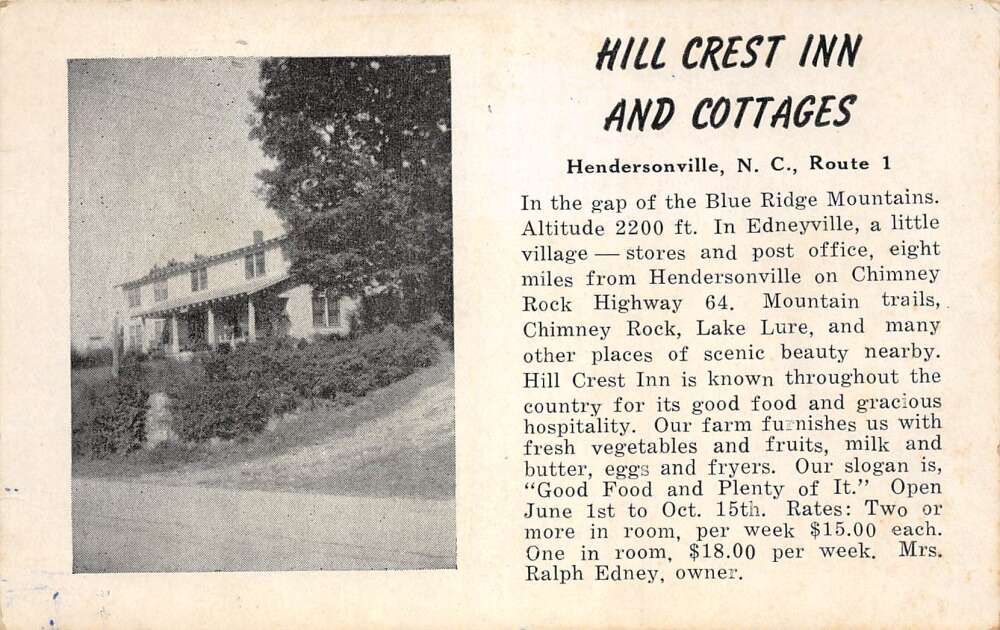 HILL CREST INN
AND COTTAGES
Hendersonville, N. C., Route 1
In the gap of the Blue Ridge Mountains.
Altitude 2200 ft. In Edneyville, a little
village — stores and post office, eight
miles from Hendersonville on Chimney
Rock Highway 64. Mountain trails,
Chimney Rock, Lake Lure, and many
other places of scenic beauty nearby.
Hill Crest Inn is known throughout the
country for its good food and gracious
hospitality. Our farm furnishes us with
fresh vegetables and fruits, milk and
butter, eggs and fryers. Our slogan is,
"Good Food and Plenty of It." Open
June 1st to Oct. 15th. Rates: Two or
more in room, per week $15.00 each.
One in room, $18.00 per week. Mrs.
Ralph Edney, owner.